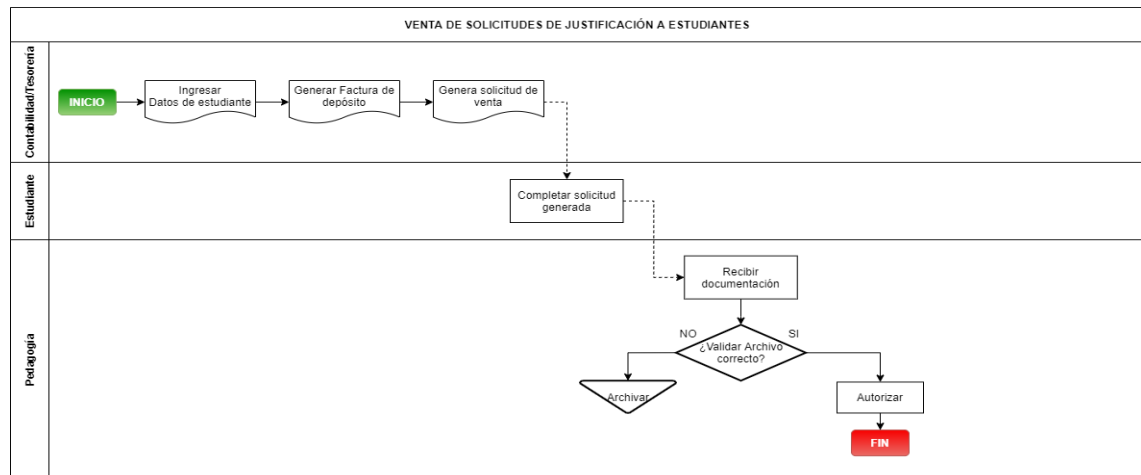 VENTA DE SOLICITUDES DE JUSTIFICACIÓN A ESTUDIANTES
Contabilidad/Tesorería
INICIO
Ingresar
Datos de estudiante
Generar Factura de
depósito
Genera solicitud de
venta
Estudiante
Completar solicitud
generada
Pedagogía
Recibir
documentación
NO
SI
¿Validar Archivo
correcto?
Archivar
Autorizar
FIN